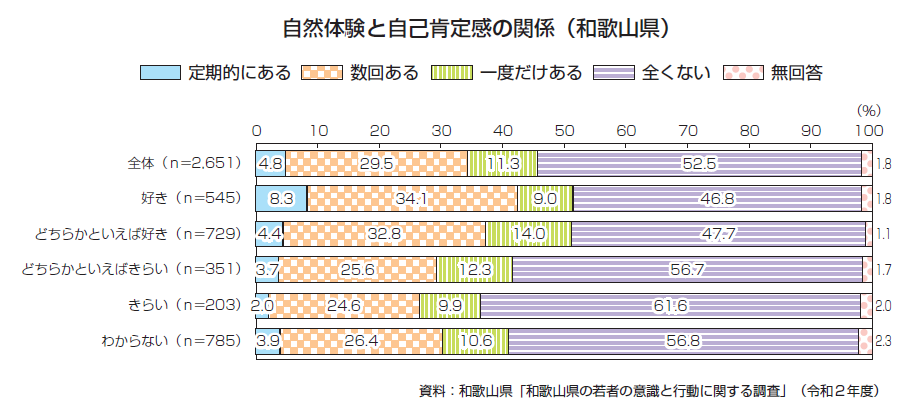 自然体験と自己肯定感の関係（和歌山県）
定期的にある 数回ある 一度だけある 全くない 無回答
（%）
0 10 20 30 40 50 60 70 80 90 100
全体（n=2,651） 4.8 29.5 11.3 52.5 1.8
好き（n=545） 8.3 34.1 9.0 46.8 1.8
どちらかといえば好き（n=729） 4.4 32.8 14.0 47.7 1.1
どちらかといえばきらい（n=351） 3.7 25.6 12.3 56.7 1.7
きらい（n=203） 2.0 24.6 9.9 61.6 2.0
わからない（n=785） 3.9 26.4 10.6 56.8 2.3
資料：和歌山県「和歌山県の若者の意識と行動に関する調査」（令和2年度）